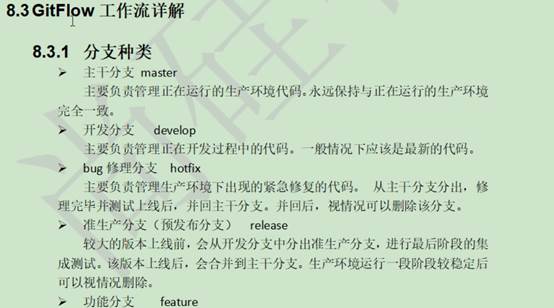 8.3 GitFlow 工作流详解
8.3.1 分支种类
➢ 主干分支 master
主要负责管理正在运行的生产环境代码。永远保持与正在运行的生产环境
完全一致。
➢ 开发分支 develop
主要负责管理正在开发过程中的代码。一般情况下应该是最新的代码。
➢ bug 修理分支 hotfix
主要负责管理生产环境下出现的紧急修复的代码。 从主干分支分出，修
理完毕并测试上线后，并回主干分支。并回后，视情况可以删除该分支。
➢ 准生产分支（预发布分支） release
较大的版本上线前，会从开发分支中分出准生产分支，进行最后阶段的集
成测试。该版本上线后，会合并到主干分支。生产环境运行一段阶段较稳定后
可以视情况删除。
➢ 功能分支 feature